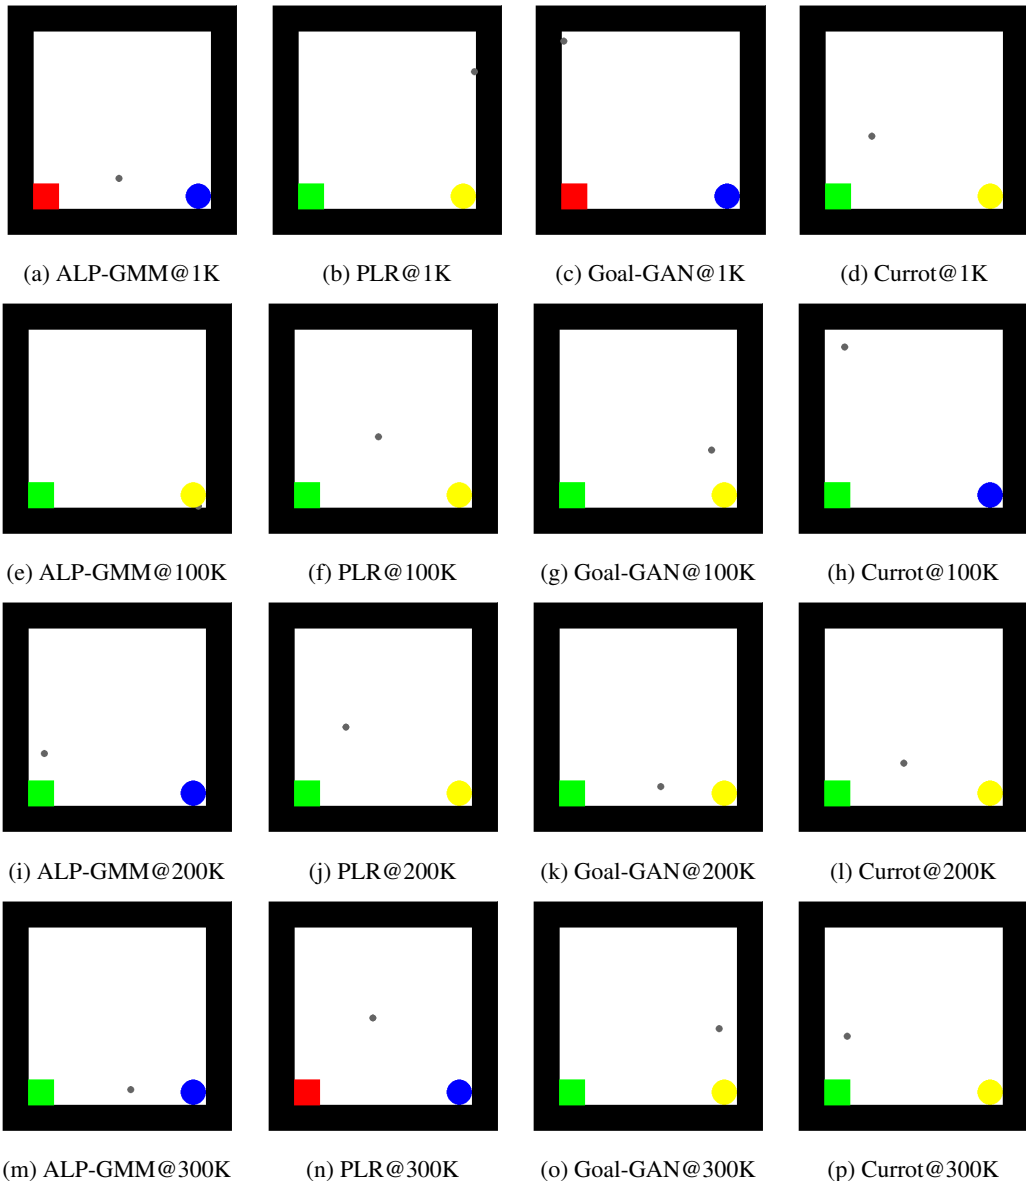 (a) ALP-GMM@1K
(b) PLR@1K
(c) Goal-GAN@1K
(d) Currot@1K
(e) ALP-GMM@100K
(f) PLR@100K
(g) Goal-GAN@100K
(h) Currot@100K
(i) ALP-GMM@200K
(j) PLR@200K
(k) Goal-GAN@200K
(l) Currot@200K
(m) ALP-GMM@300K
(n) PLR@300K
(o) Goal-GAN@300K
(p) Currot@300K